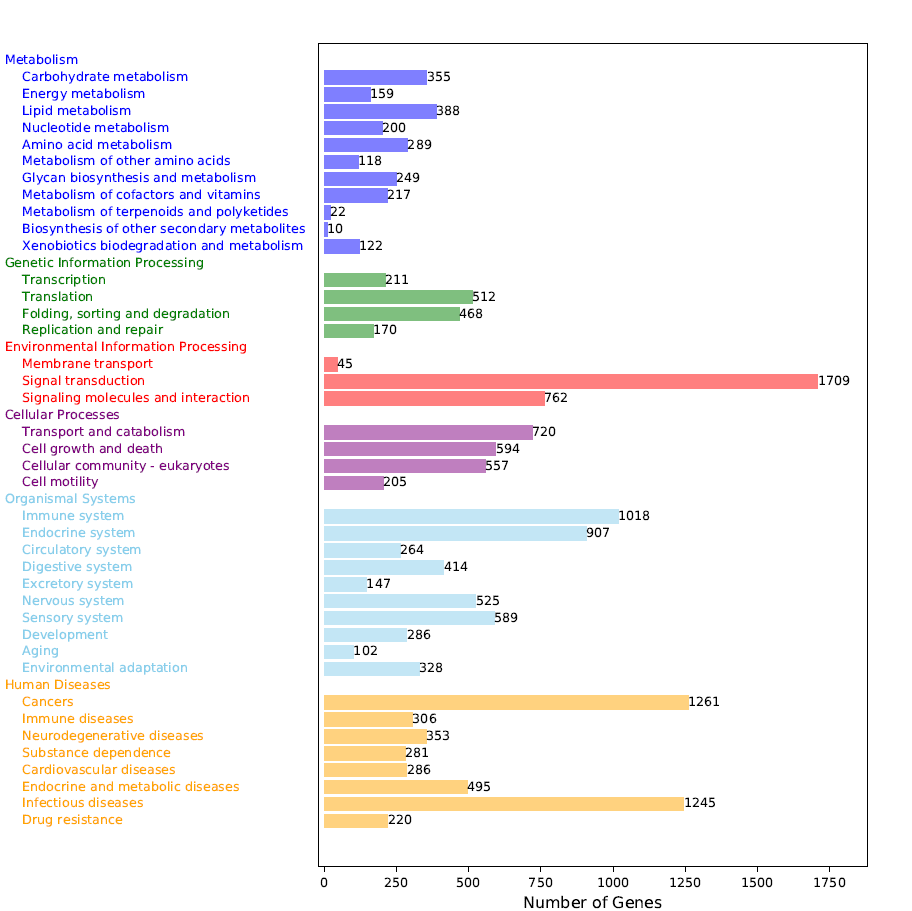 Metabolism
Carbohydrate metabolism 355
Energy metabolism 159
Lipid metabolism 388
Nucleotide metabolism 200
Amino acid metabolism 289
Metabolism of other amino acids 118
Glycan biosynthesis and metabolism 249
Metabolism of cofactors and vitamins 217
Metabolism of terpenoids and polyketides 22
Biosynthesis of other secondary metabolites 10
Xenobiotics biodegradation and metabolism 122
Genetic Information Processing
Transcription 211
Translation 512
Folding, sorting and degradation 468
Replication and repair 170
Environmental Information Processing
Membrane transport 45
Signal transduction 1709
Signaling molecules and interaction 762
Cellular Processes
Transport and catabolism 720
Cell growth and death 594
Cellular community - eukaryotes 557
Cell motility 205
Organismal Systems
Immune system 1018
Endocrine system 907
Circulatory system 264
Digestive system 414
Excretory system 147
Nervous system 525
Sensory system 589
Development 286
Aging 102
Environmental adaptation 328
Human Diseases
Cancers 1261
Immune diseases 306
Neurodegenerative diseases 353
Substance dependence 281
Cardiovascular diseases 286
Endocrine and metabolic diseases 495
Infectious diseases 1245
Drug resistance 220
0 250 500 750 1000 1250 1500 1750
Number of Genes